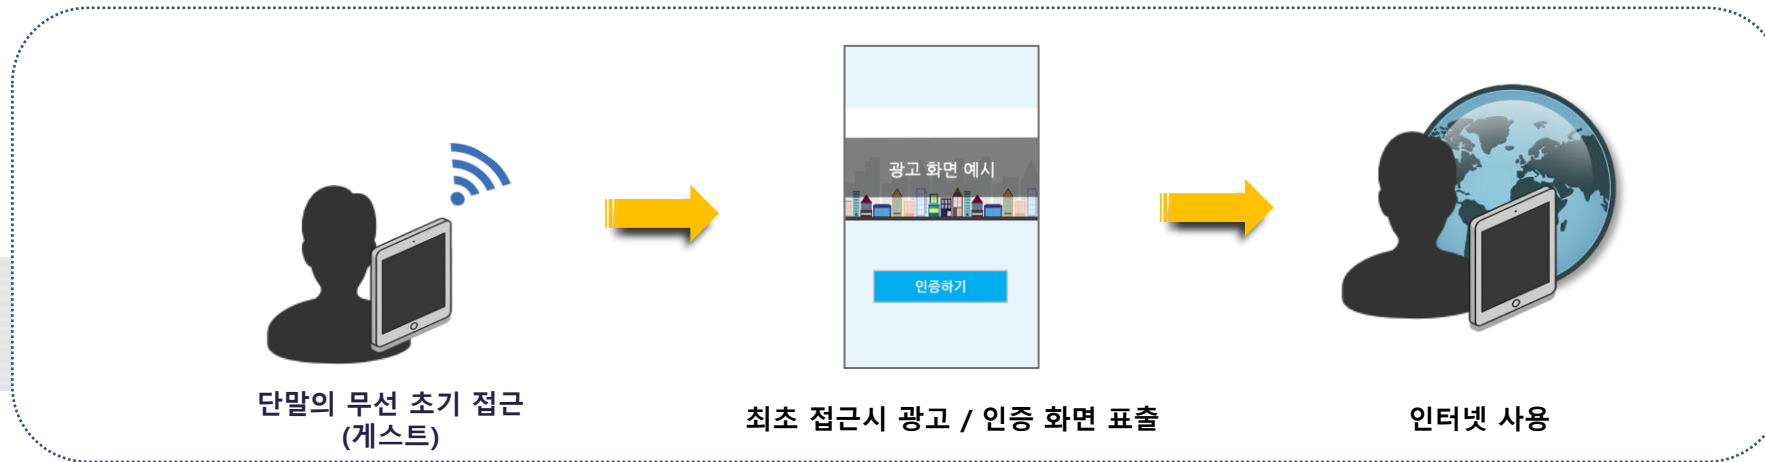 광고 화면 예시
인증하기
단말의 무선 초기 접근
(게스트)
최초 접근시 광고 / 인증 화면 표출
인터넷 사용